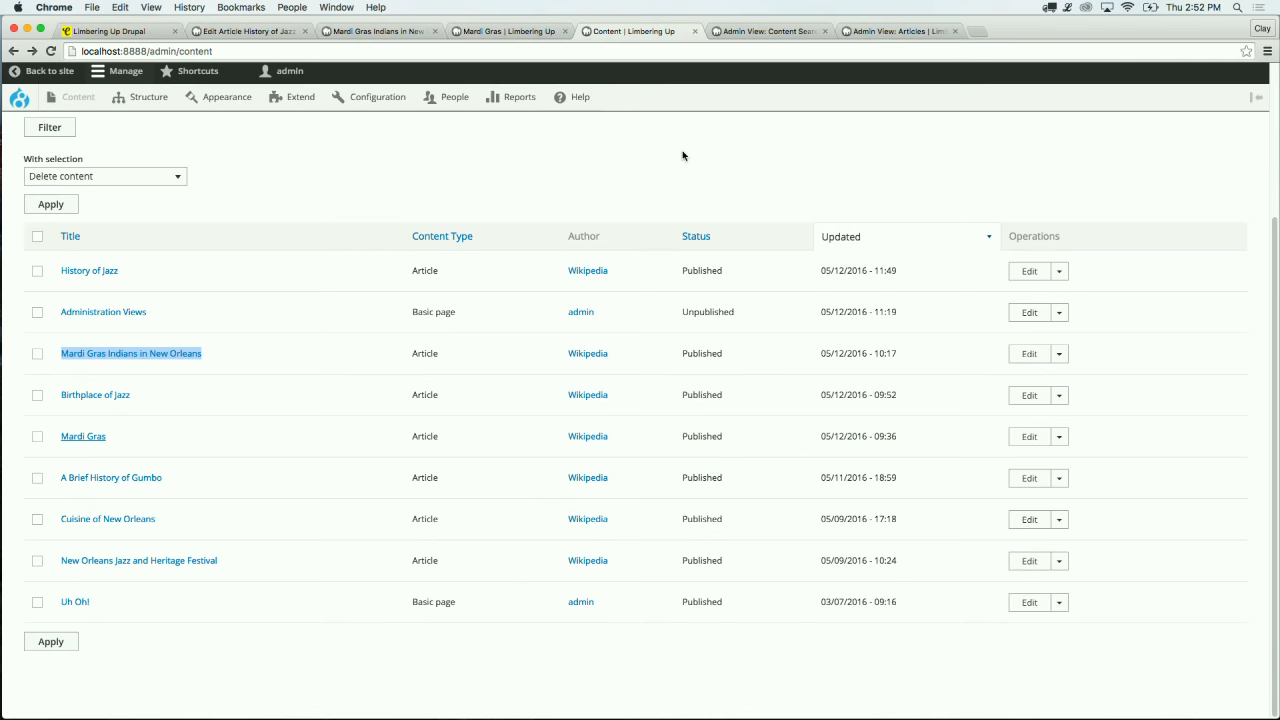 Chrome File Edit View History Bookmarks People Window Help Thu 2:52 PM
Limbering Up Drupal Edit Article History of Jazz Mardi Gras Indians in New Mardi Gras | Limbering Up Content | Limbering Up Admin View: Content Sear Admin View: Articles | Lim Clay
localhost:8888/admin/content
Back to site Manage Shortcuts admin
Content Structure Appearance Extend Configuration People Reports Help
Filter
With selection
Delete content
Apply
Title Content Type Author Status Updated Operations
History of Jazz Article Wikipedia Published 05/12/2016 - 11:49 Edit
Administration Views Basic page admin Unpublished 05/12/2016 - 11:19 Edit
Mardi Gras Indians in New Orleans Article Wikipedia Published 05/12/2016 - 10:17 Edit
Birthplace of Jazz Article Wikipedia Published 05/12/2016 - 09:52 Edit
Mardi Gras Article Wikipedia Published 05/12/2016 - 09:36 Edit
A Brief History of Gumbo Article Wikipedia Published 05/11/2016 - 18:59 Edit
Cuisine of New Orleans Article Wikipedia Published 05/09/2016 - 17:18 Edit
New Orleans Jazz and Heritage Festival Article Wikipedia Published 05/09/2016 - 10:24 Edit
Uh Oh! Basic page admin Published 03/07/2016 - 09:16 Edit
Apply